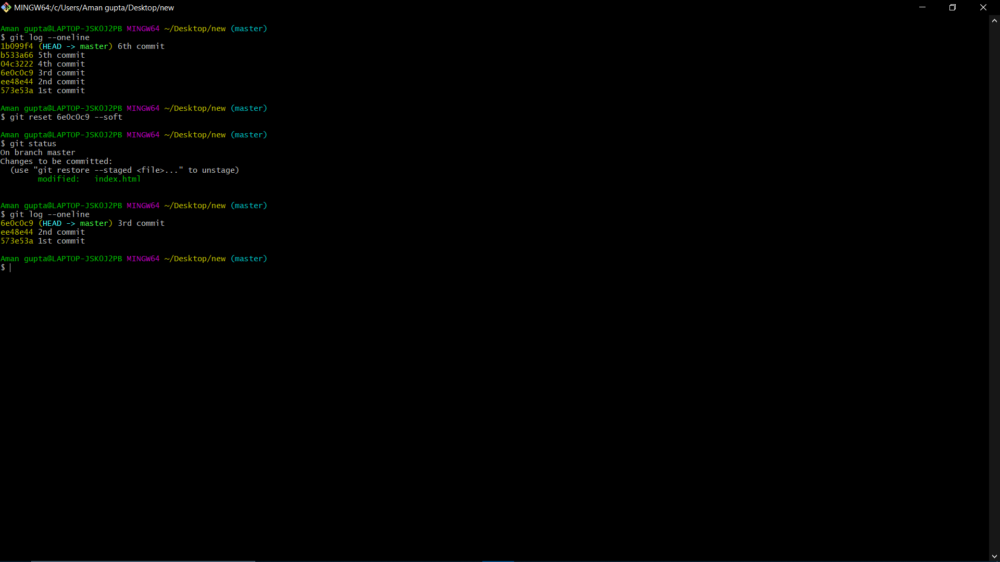 MINGW64:/c/Users/Aman gupta/Desktop/new
Aman gupta@LAPTOP-JSKOJ2PB MINGW64 ~/Desktop/new (master)
$ git log --oneline
1b099f4 (HEAD -> master) 6th commit
b533a66 5th commit
04c3222 4th commit
6e0c0c9 3rd commit
ee48e44 2nd commit
573e53a 1st commit
Aman gupta@LAPTOP-JSKOJ2PB MINGW64 ~/Desktop/new (master)
$ git reset 6e0c0c9 --soft
Aman gupta@LAPTOP-JSKOJ2PB MINGW64 ~/Desktop/new (master)
$ git status
On branch master
Changes to be committed:
  (use "git restore --staged <file>..." to unstage)
        modified:   index.html
Aman gupta@LAPTOP-JSKOJ2PB MINGW64 ~/Desktop/new (master)
$ git log --oneline
6e0c0c9 (HEAD -> master) 3rd commit
ee48e44 2nd commit
573e53a 1st commit
Aman gupta@LAPTOP-JSKOJ2PB MINGW64 ~/Desktop/new (master)
$